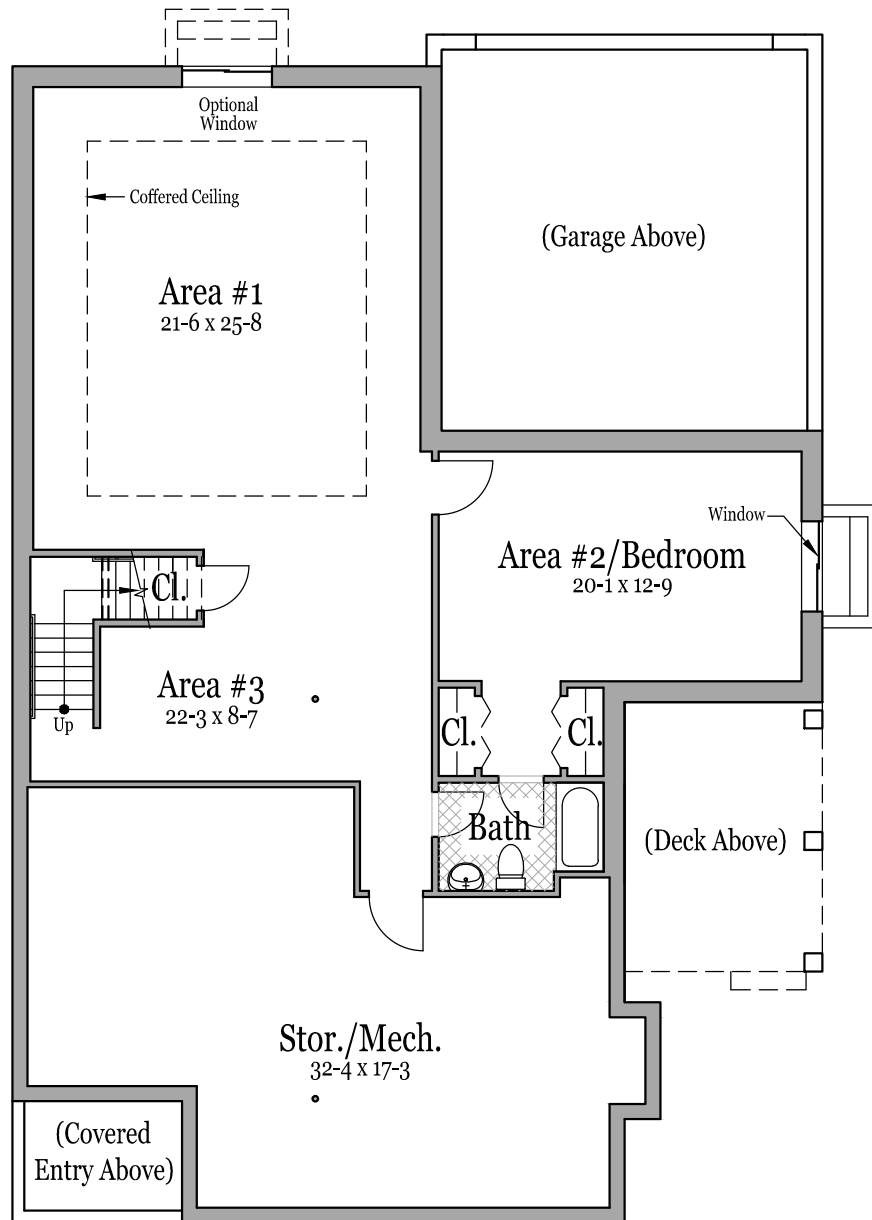 Optional
Window
Coffered Ceiling
(Garage Above)
Area #1
21-6 x 25-8
Window
Area #2/Bedroom
20-1 x 12-9
Cl.
Area #3
22-3 x 8-7
Up
Cl.
Cl.
Bath
(Deck Above)
Stor./Mech.
32-4 x 17-3
(Covered
Entry Above)